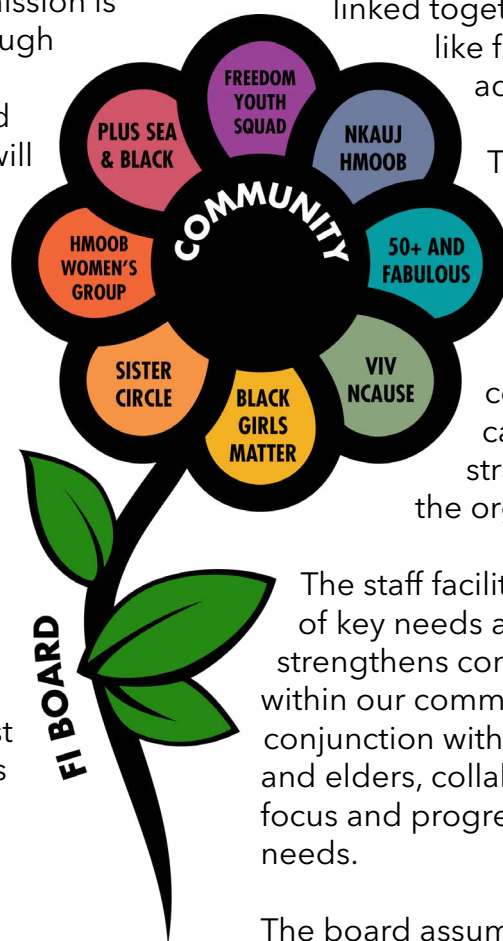 mission is
ugh
d
will
linked toget
like f
ac
T
FREEDOM
YOUTH
SQUAD
PLUS SEA
& BLACK
NKAUJ
HMOOB
COMMUNITY
HMOOB
WOMEN'S
GROUP
50+ AND
FABULOUS
SISTER
CIRCLE
BLACK
GIRLS
MATTER
VIV
NCAUSE
co
ca
str
the or
FI BOARD
st
s
The staff facilit
of key needs a
strengthens con
within our comm
conjunction with
and elders, collab
focus and progre
needs.
The board assum